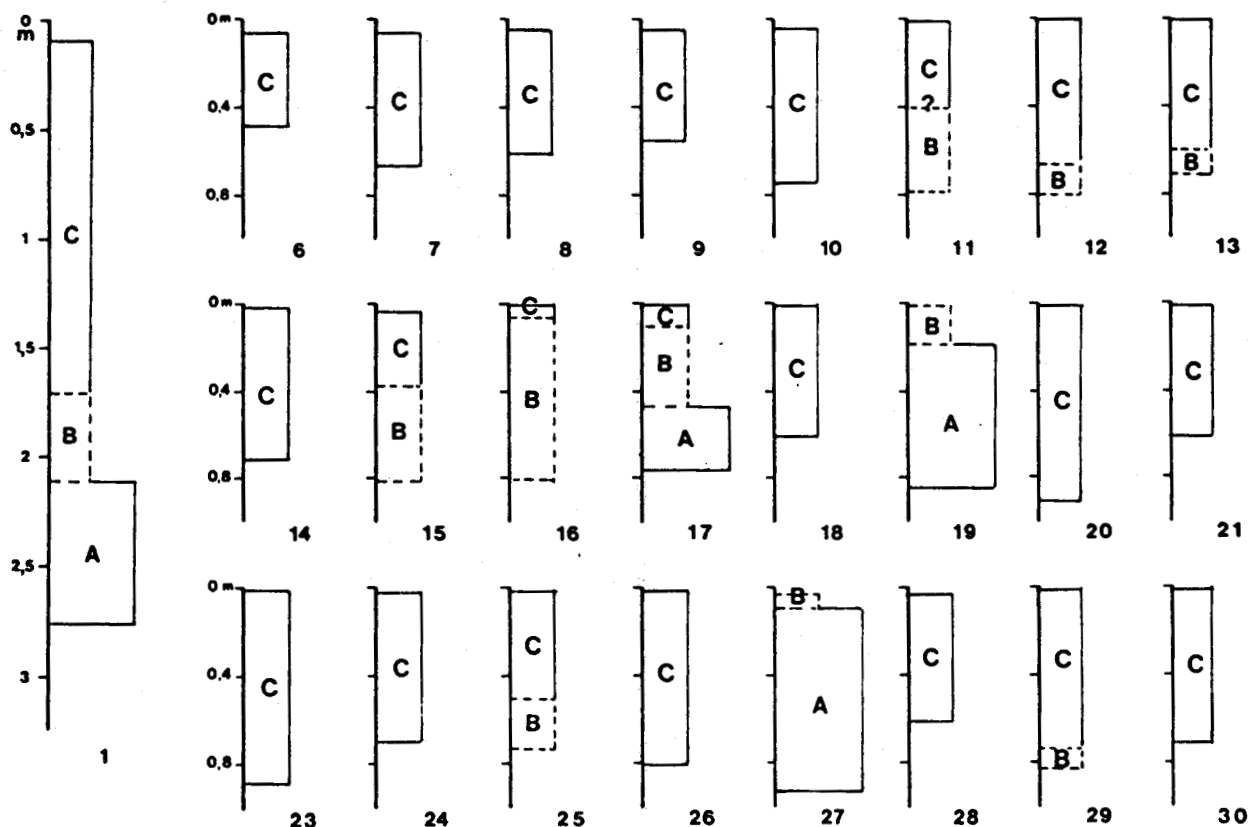 0 m 0 m
C C C C C C C C C
0,5 0,4 ? B B B
0,8
1 6 7 8 9 10 11 12 13
0 m C C B
1,5 C C B B C A C C
0,4 C B A
B 0,8
2 14 15 16 17 18 19 20 21
A 0 m B
2,5 C C C C A C C C
0,4 B B
3 0,8
1 23 24 25 26 27 28 29 30